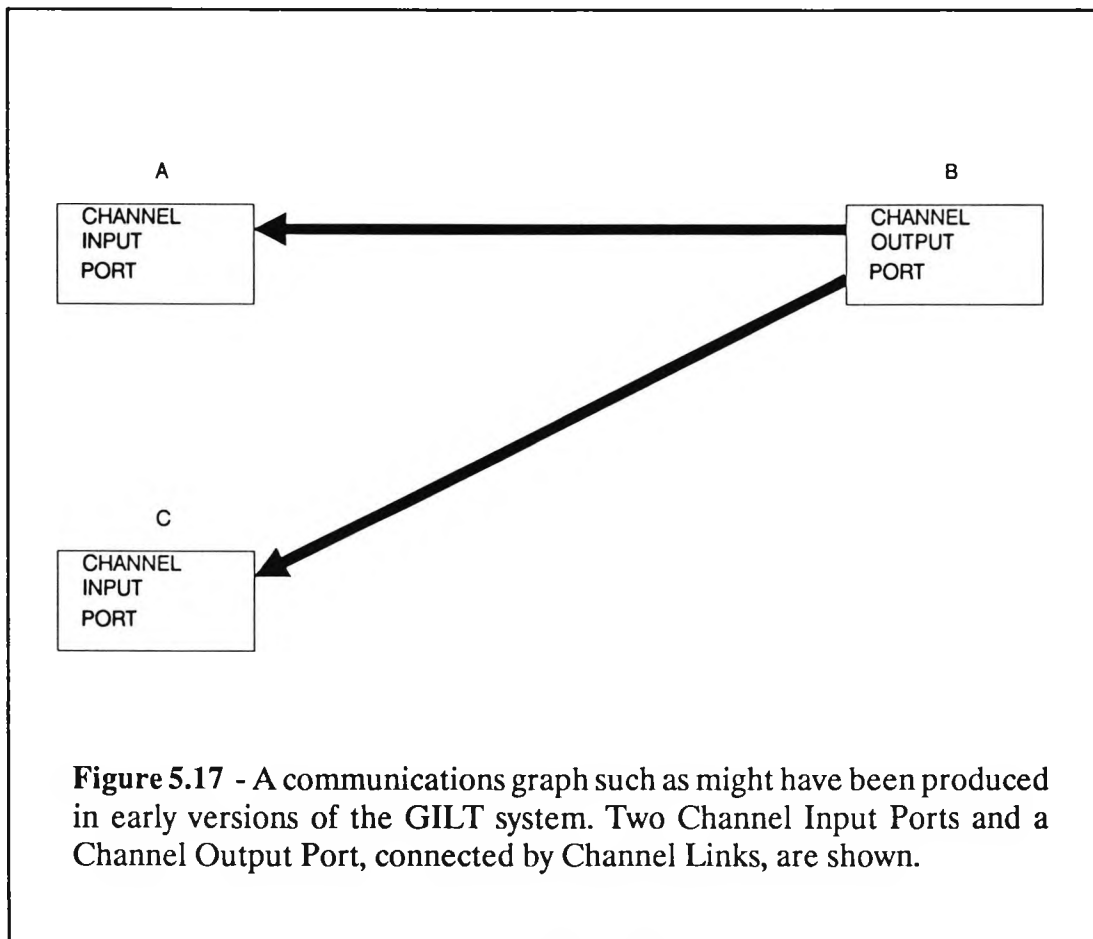 A
B
CHANNEL
INPUT
PORT
CHANNEL
OUTPUT
PORT
C
CHANNEL
INPUT
PORT
Figure 5.17 - A communications graph such as might have been produced
in early versions of the GILT system. Two Channel Input Ports and a
Channel Output Port, connected by Channel Links, are shown.